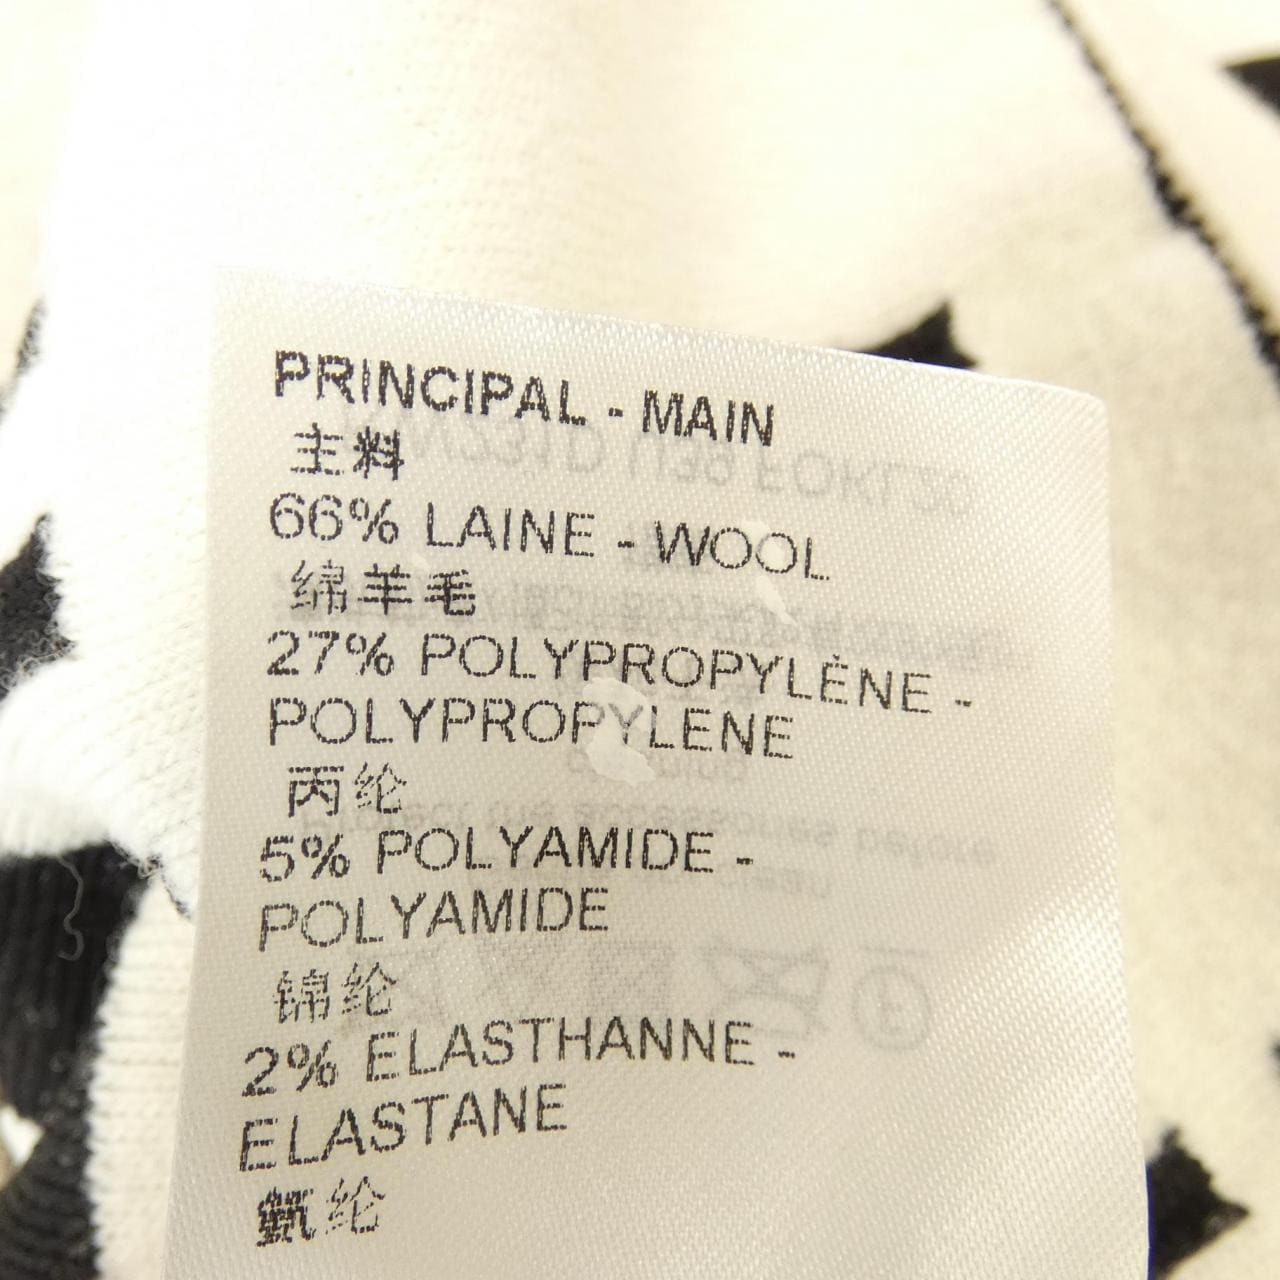 PRINCIPAL - MAIN
主料
66% LAINE - WOOL
绵羊毛
27% POLYPROPYLÈNE -
POLYPROPYLENE
丙纶
5% POLYAMIDE -
POLYAMIDE
锦纶
2% ELASTHANNE -
ELASTANE
氨纶